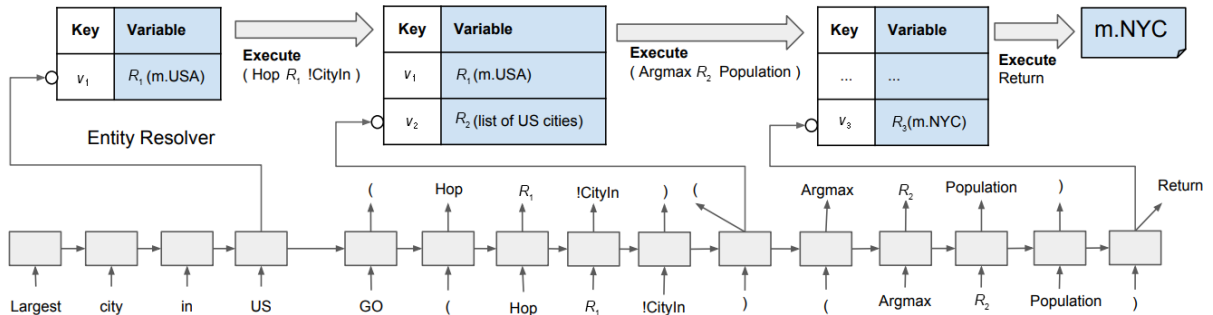 Key Variable
v₁ R₁ (m.USA)
Execute
( Hop R₁ !CityIn )
Key Variable
v₁ R₁ (m.USA)
v₂ R₂ (list of US cities)
Execute
( Argmax R₂ Population )
Key Variable
... ...
v₃ R₃(m.NYC)
Execute
Return
m.NYC
Entity Resolver
( Hop R₁ !CityIn ) ( Argmax R₂ Population ) Return
Largest city in US GO ( Hop R₁ !CityIn ) ( Argmax R₂ Population )